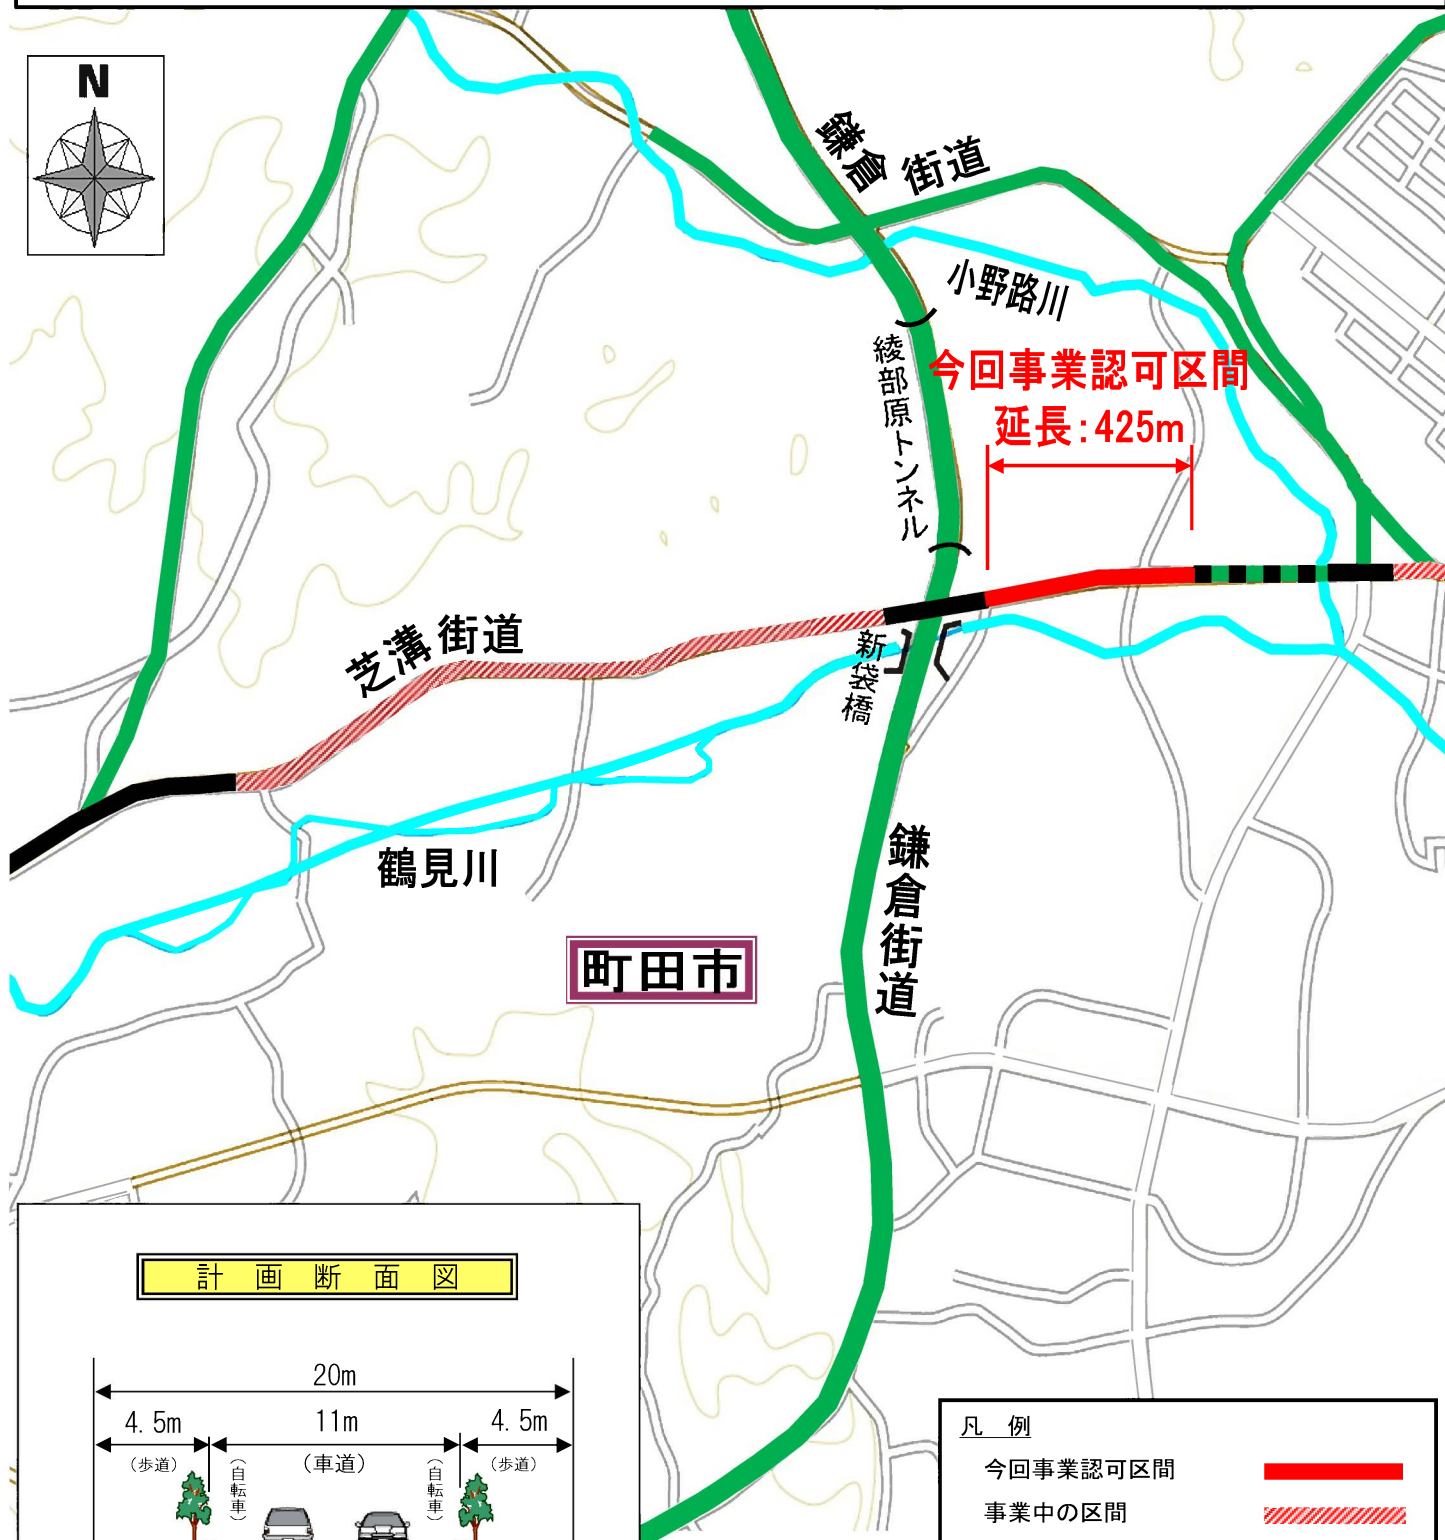 N
鎌倉 街道
小野路川
綾部原トンネル
今回事業認可区間
延長:425m
芝溝街道
新袋橋
鶴見川
鎌倉街道
町田市
計画断面図
20m
4.5m 11m 4.5m
（歩道） （自転車） （車道） （自転車） （歩道）
凡 例
今回事業認可区間
事業中の区間